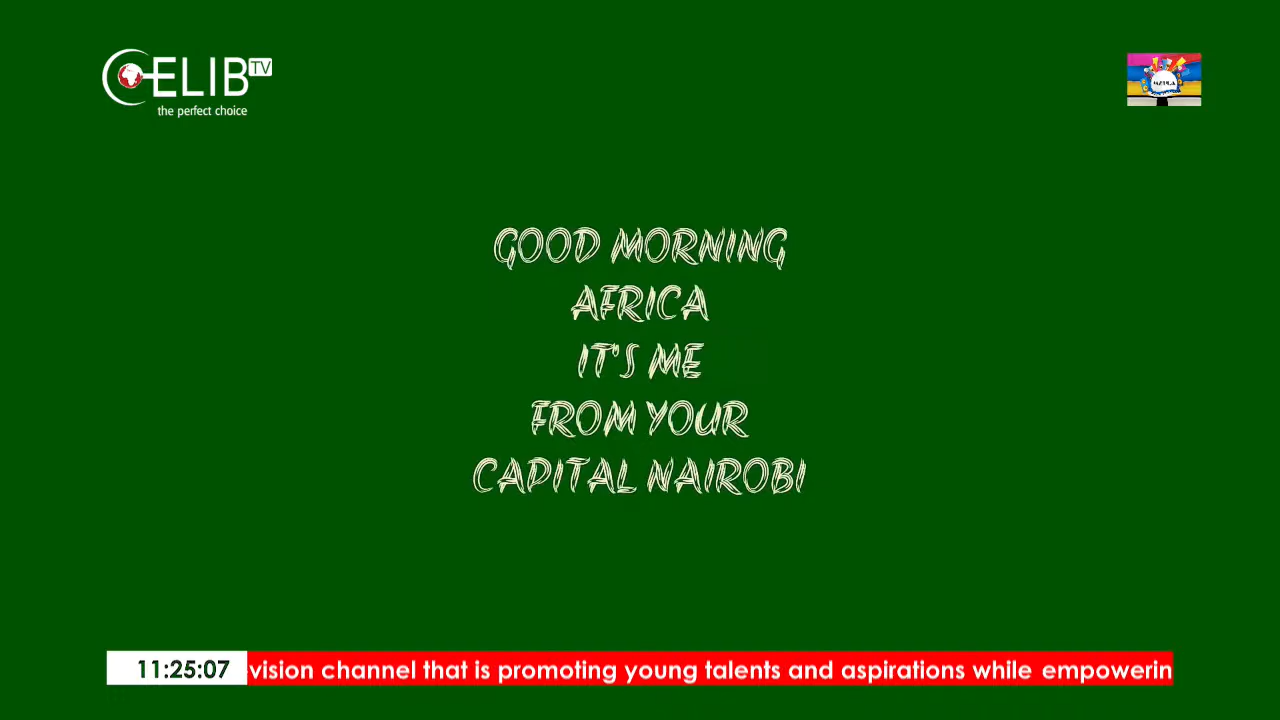 CELIB TV
the perfect choice
GOOD MORNING
AFRICA
IT'S ME
FROM YOUR
CAPITAL NAIROBI
11:25:07 vision channel that is promoting young talents and aspirations while empowerin